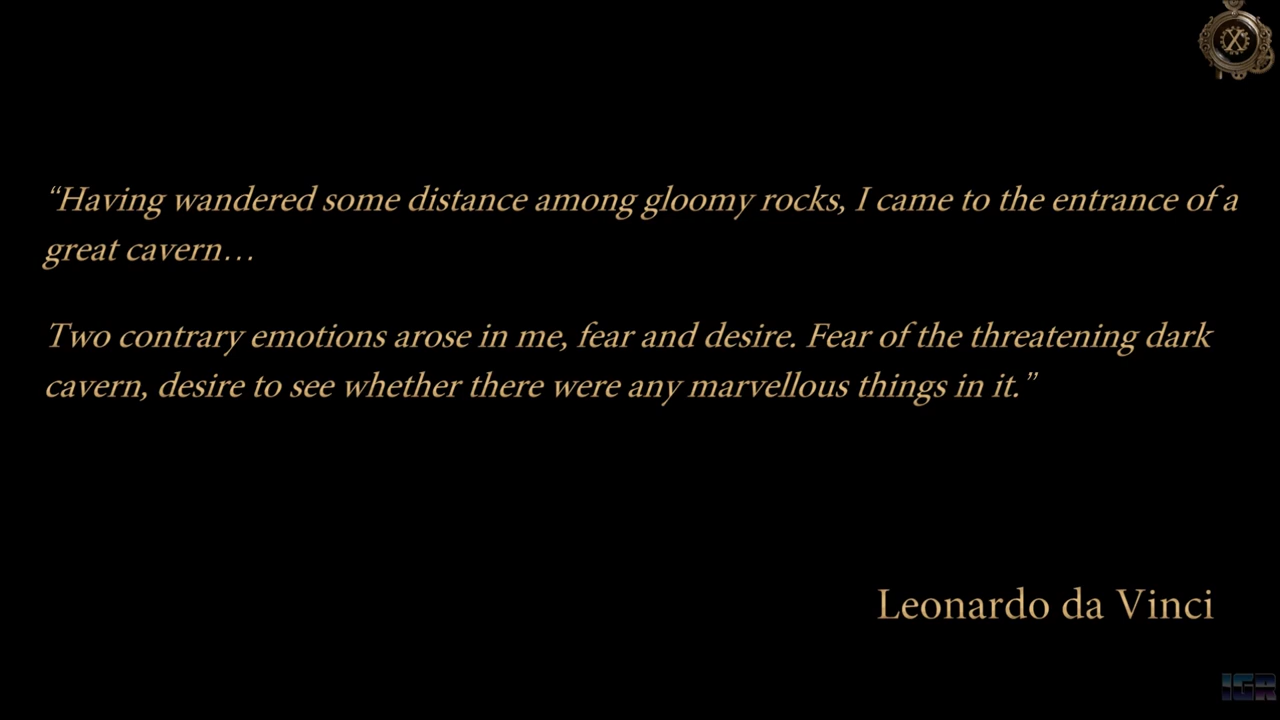 “Having wandered some distance among gloomy rocks, I came to the entrance of a
great cavern…
Two contrary emotions arose in me, fear and desire. Fear of the threatening dark
cavern, desire to see whether there were any marvellous things in it.”
Leonardo da Vinci
IGR